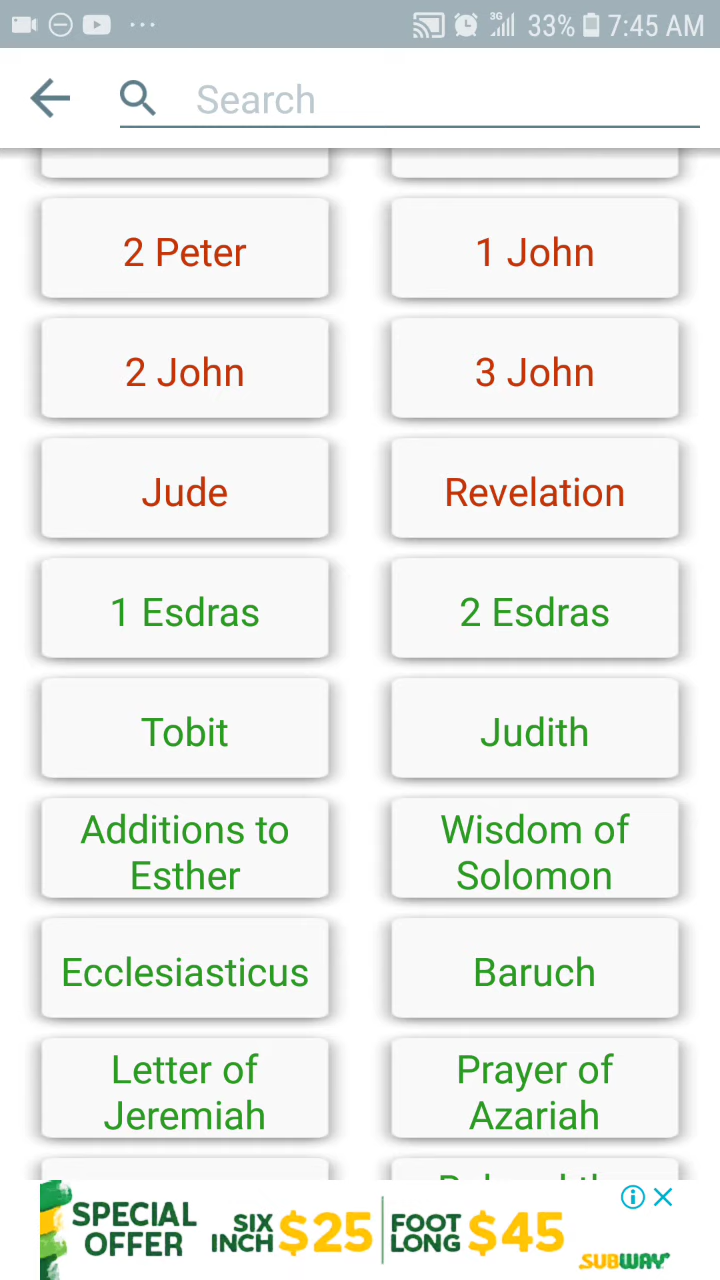 3G 33% 7:45 AM
Search
2 Peter
1 John
2 John
3 John
Jude
Revelation
1 Esdras
2 Esdras
Tobit
Judith
Additions to
Esther
Wisdom of
Solomon
Ecclesiasticus
Baruch
Letter of
Jeremiah
Prayer of
Azariah
SPECIAL
OFFER
SIX
INCH
$25
FOOT
LONG
$45
SUBWAY